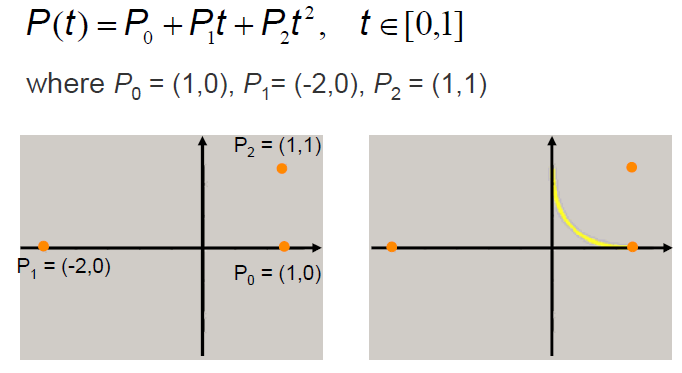 P(t) = P₀ + P₁t + P₂t², t ∈ [0,1]
where P₀ = (1,0), P₁= (-2,0), P₂ = (1,1)
P₂ = (1,1)
P₁ = (-2,0)
P₀ = (1,0)